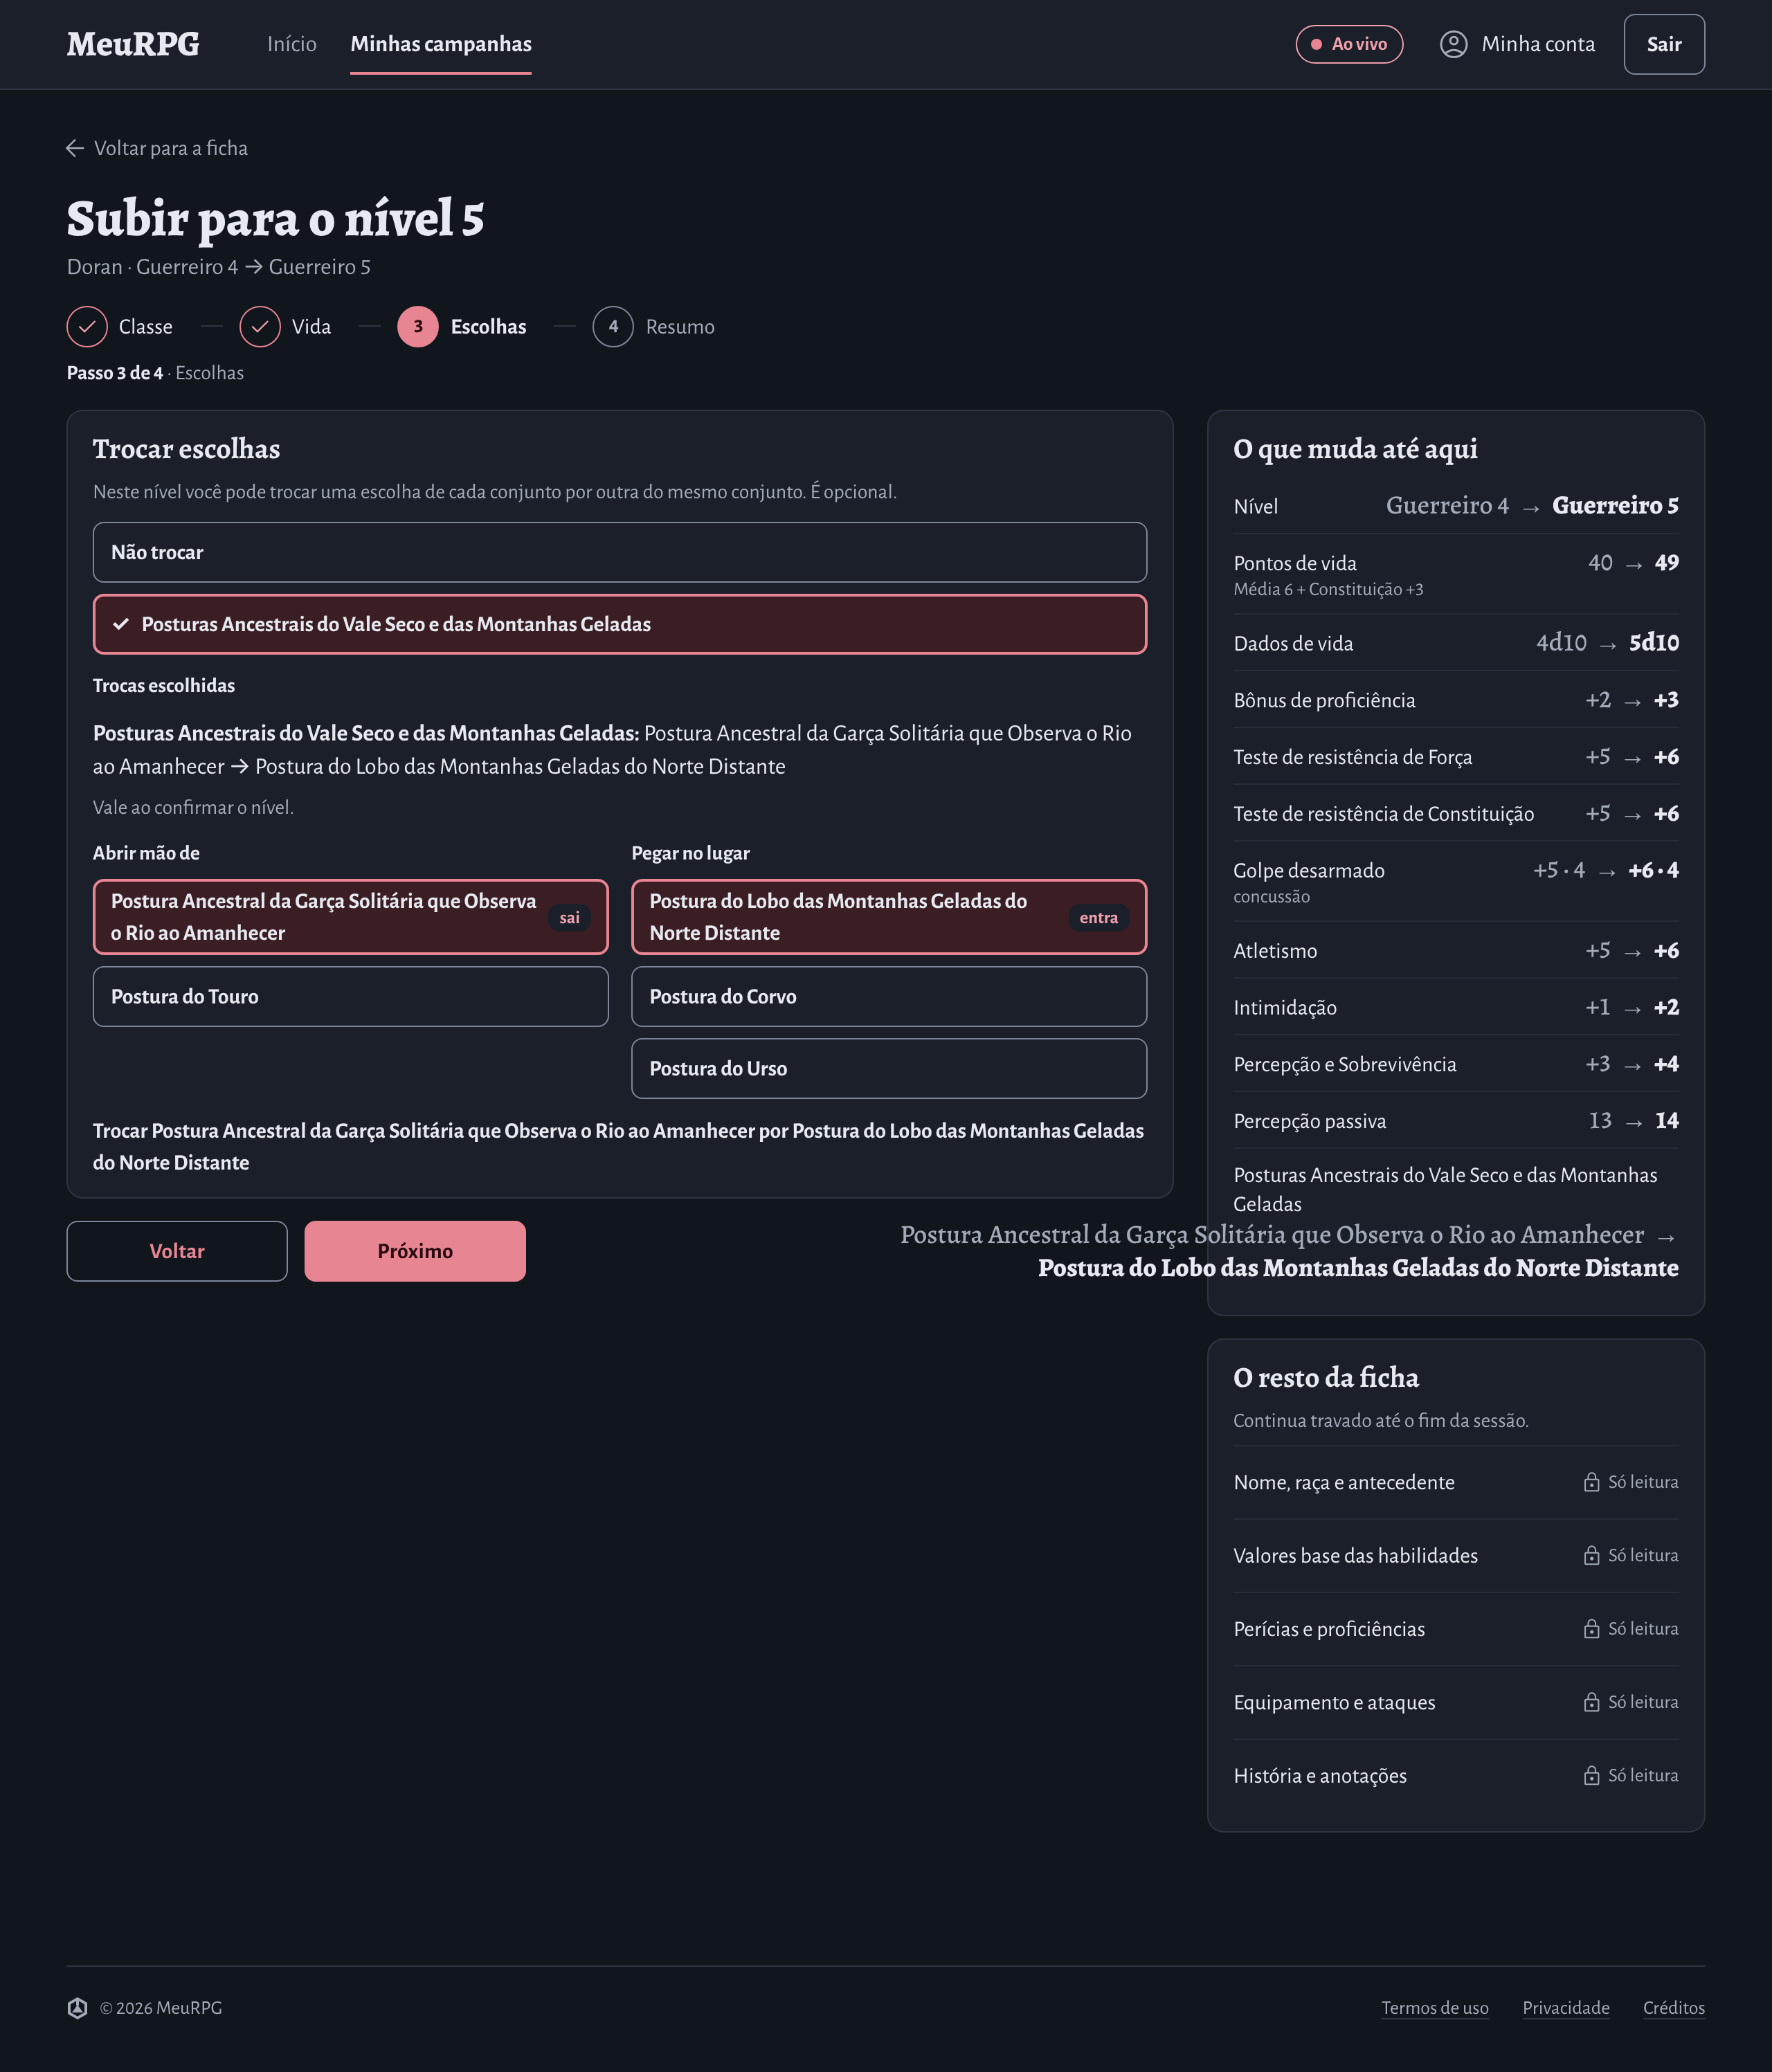 MeuRPG
Início
Minhas campanhas
Ao vivo
Minha conta
Sair
← Voltar para a ficha
Subir para o nível 5
Doran · Guerreiro 4 → Guerreiro 5
Classe
Vida
3 Escolhas
4 Resumo
Passo 3 de 4 · Escolhas
Trocar escolhas
Neste nível você pode trocar uma escolha de cada conjunto por outra do mesmo conjunto. É opcional.
Não trocar
Posturas Ancestrais do Vale Seco e das Montanhas Geladas
Trocas escolhidas
Posturas Ancestrais do Vale Seco e das Montanhas Geladas: Postura Ancestral da Garça Solitária que Observa o Rio
ao Amanhecer → Postura do Lobo das Montanhas Geladas do Norte Distante
Vale ao confirmar o nível.
Abrir mão de
Postura Ancestral da Garça Solitária que Observa
o Rio ao Amanhecer
sai
Postura do Touro
Pegar no lugar
Postura do Lobo das Montanhas Geladas do
Norte Distante
entra
Postura do Corvo
Postura do Urso
Trocar Postura Ancestral da Garça Solitária que Observa o Rio ao Amanhecer por Postura do Lobo das Montanhas Geladas
do Norte Distante
Voltar
Próximo
O que muda até aqui
Nível Guerreiro 4 → Guerreiro 5
Pontos de vida 40 → 49
Média 6 + Constituição +3
Dados de vida 4d10 → 5d10
Bônus de proficiência +2 → +3
Teste de resistência de Força +5 → +6
Teste de resistência de Constituição +5 → +6
Golpe desarmado +5 · 4 → +6 · 4
concussão
Atletismo +5 → +6
Intimidação +1 → +2
Percepção e Sobrevivência +3 → +4
Percepção passiva 13 → 14
Posturas Ancestrais do Vale Seco e das Montanhas
Geladas
Postura Ancestral da Garça Solitária que Observa o Rio ao Amanhecer →
Postura do Lobo das Montanhas Geladas do Norte Distante
O resto da ficha
Continua travado até o fim da sessão.
Nome, raça e antecedente Só leitura
Valores base das habilidades Só leitura
Perícias e proficiências Só leitura
Equipamento e ataques Só leitura
História e anotações Só leitura
© 2026 MeuRPG
Termos de uso
Privacidade
Créditos